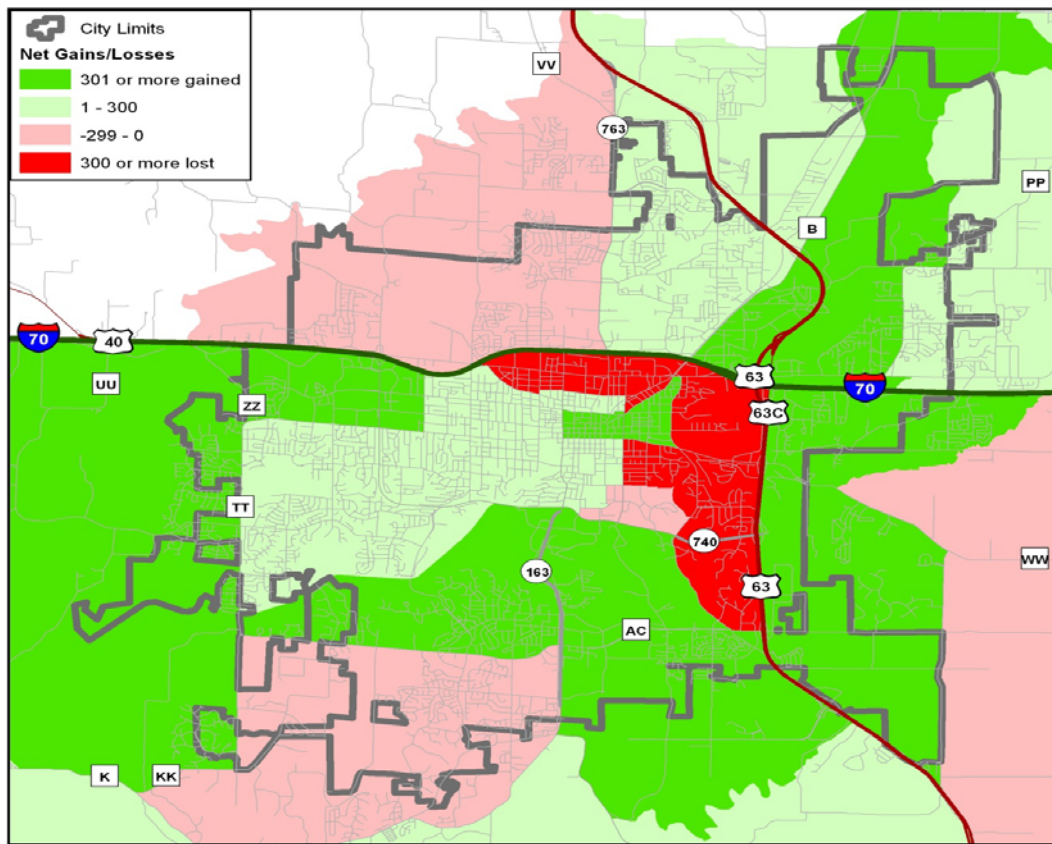 City Limits
Net Gains/Losses
301 or more gained
1 - 300
-299 - 0
300 or more lost
VV
763
PP
B
70
40
UU
63
70
ZZ
63C
TT
740
163
WW
63
AC
K
KK